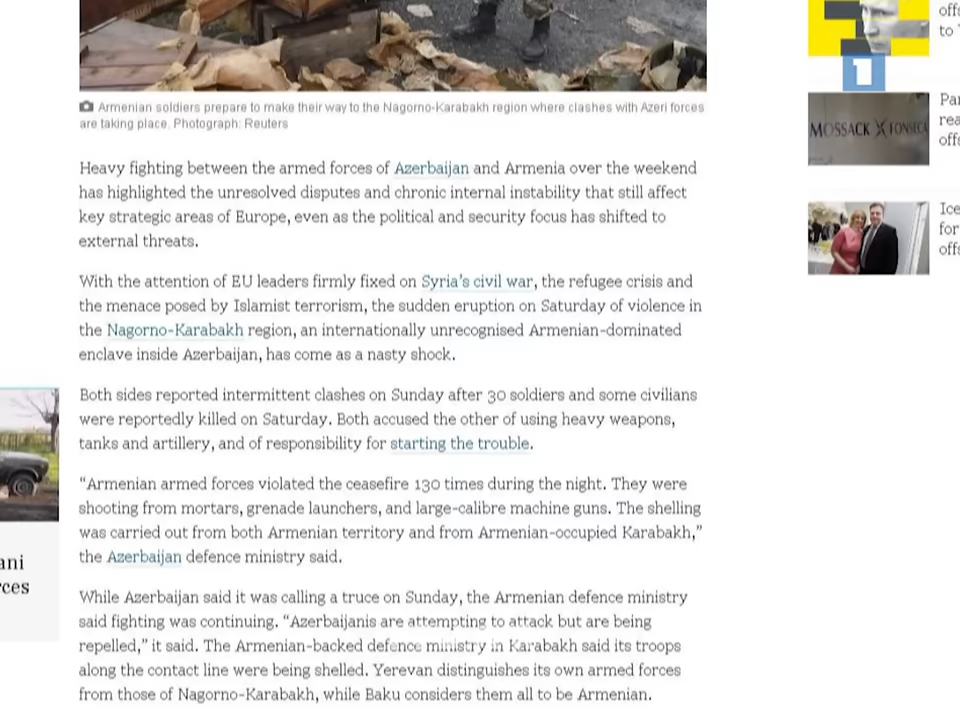 Armenian soldiers prepare to make their way to the Nagorno-Karabakh region where clashes with Azeri forces
are taking place. Photograph: Reuters
Heavy fighting between the armed forces of Azerbaijan and Armenia over the weekend
has highlighted the unresolved disputes and chronic internal instability that still affect
key strategic areas of Europe, even as the political and security focus has shifted to
external threats.
With the attention of EU leaders firmly fixed on Syria’s civil war, the refugee crisis and
the menace posed by Islamist terrorism, the sudden eruption on Saturday of violence in
the Nagorno-Karabakh region, an internationally unrecognised Armenian-dominated
enclave inside Azerbaijan, has come as a nasty shock.
Both sides reported intermittent clashes on Sunday after 30 soldiers and some civilians
were reportedly killed on Saturday. Both accused the other of using heavy weapons,
tanks and artillery, and of responsibility for starting the trouble.
“Armenian armed forces violated the ceasefire 130 times during the night. They were
shooting from mortars, grenade launchers, and large-calibre machine guns. The shelling
was carried out from both Armenian territory and from Armenian-occupied Karabakh,”
the Azerbaijan defence ministry said.
While Azerbaijan said it was calling a truce on Sunday, the Armenian defence ministry
said fighting was continuing. “Azerbaijanis are attempting to attack but are being
repelled,” it said. The Armenian-backed defence ministry in Karabakh said its troops
along the contact line were being shelled. Yerevan distinguishes its own armed forces
from those of Nagorno-Karabakh, while Baku considers them all to be Armenian.
ani
rces
offs
to
1
MOSSACK FONSECA
Pa
rea
offs
Ice
for
offs